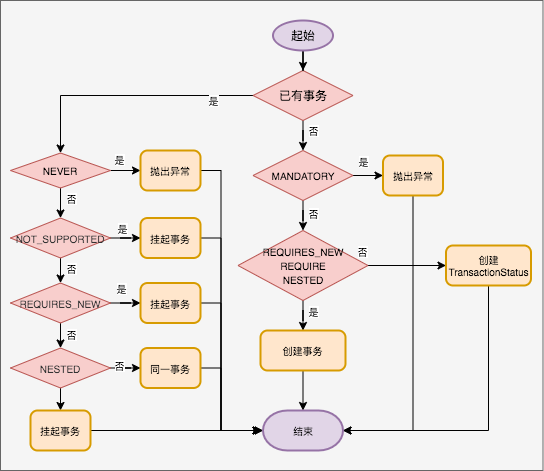 起始
已有事务
是
否
NEVER
是
抛出异常
MANDATORY
是
抛出异常
否
否
NOT_SUPPORTED
是
挂起事务
REQUIRES_NEW
REQUIRE
NESTED
否
创建
TransactionStatus
否
REQUIRES_NEW
是
挂起事务
是
否
创建事务
NESTED
否
同一事务
挂起事务
结束